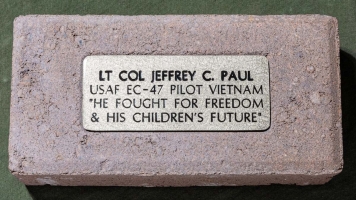 LT COL JEFFREY C. PAUL
USAF EC-47 PILOT VIETNAM
"HE FOUGHT FOR FREEDOM
& HIS CHILDREN'S FUTURE"